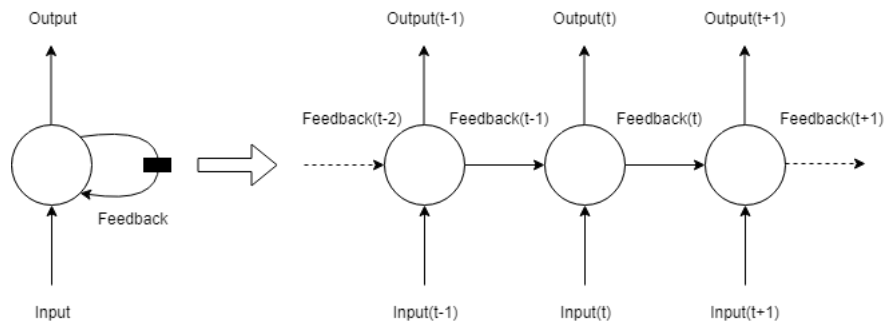 Output
Output(t-1)
Output(t)
Output(t+1)
Feedback(t-2)
Feedback(t-1)
Feedback(t)
Feedback(t+1)
Feedback
Input
Input(t-1)
Input(t)
Input(t+1)